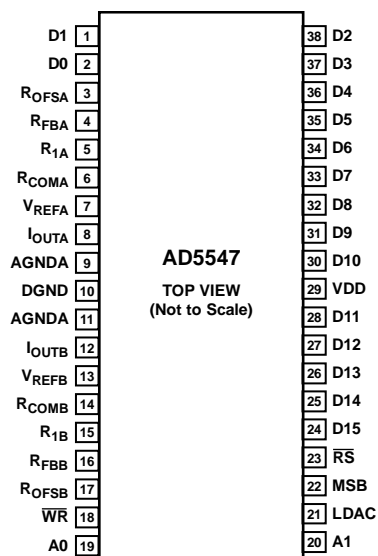 D1 1
D0 2
ROFSA 3
RFBA 4
R1A 5
RCOMA 6
VREFA 7
IOUTA 8
AGNDA 9
DGND 10
AGNDA 11
IOUTB 12
VREFB 13
RCOMB 14
R1B 15
RFBB 16
ROFSB 17
WR 18
A0 19
AD5547
TOP VIEW
(Not to Scale)
38 D2
37 D3
36 D4
35 D5
34 D6
33 D7
32 D8
31 D9
30 D10
29 VDD
28 D11
27 D12
26 D13
25 D14
24 D15
23 RS
22 MSB
21 LDAC
20 A1